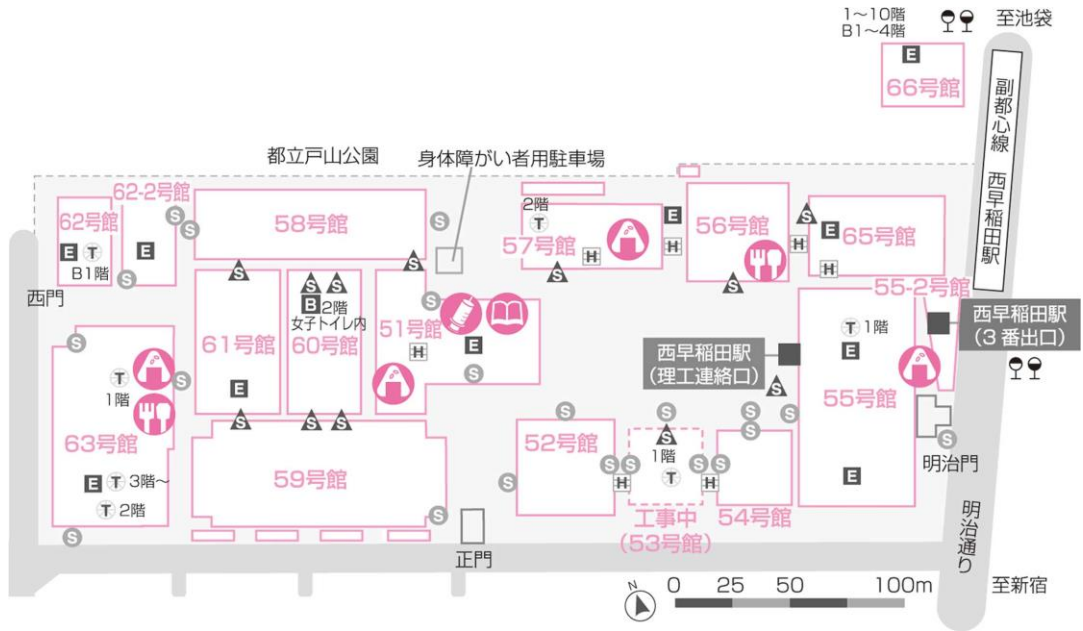 1～10階
B1～4階
至池袋
E
66号館
副都心線 西早稲田駅
都立戸山公園
身体障がい者用駐車場
62-2号館
62号館
E
T
B1階
E
S
S
S
58号館
S
2階
T
57号館
H
S
E
H
56号館
S
H
S
E
65号館
H
西門
S
S
S
S
S
B
2階
女子トイレ内
60号館
61号館
E
51号館
H
S
E
S
55-2号館
西早稲田駅
(3番出口)
西早稲田駅
(理工連絡口)
S
T
1階
E
55号館
E
S
T
1階
S
63号館
E
T
3階～
T
2階
S
S
S
S
59号館
S
S
52号館
S
S
H
S
S
S
1階
T
工事中
(53号館)
S
H
S
S
S
54号館
S
S
明治門
明治通り
正門
N
0
25
50
100m
至新宿